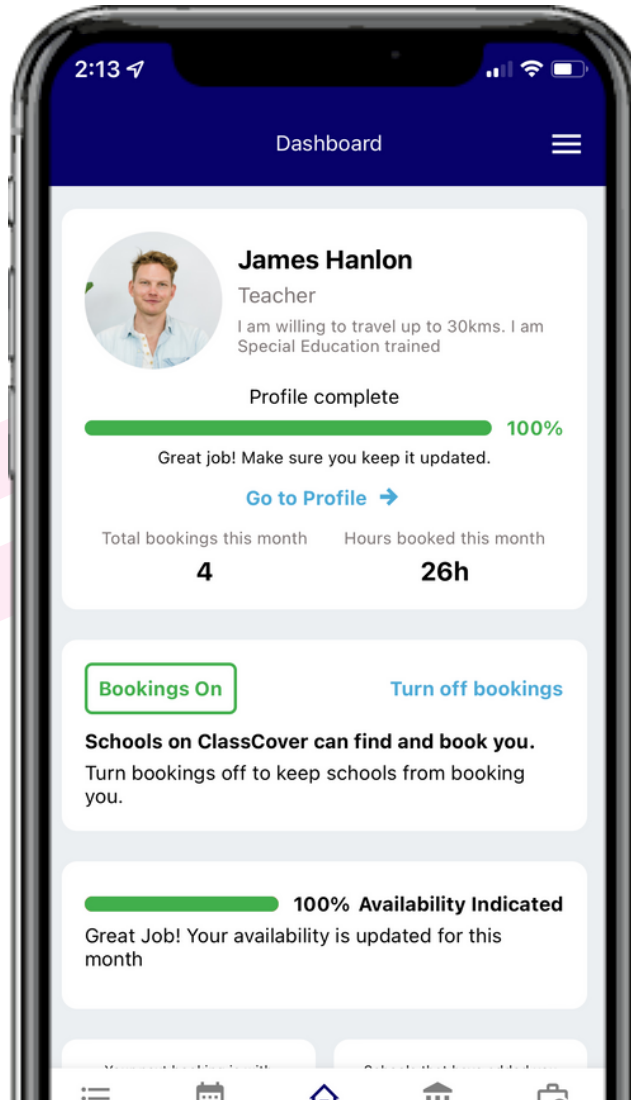 2:13
Dashboard
James Hanlon
Teacher
I am willing to travel up to 30kms. I am
Special Education trained
Profile complete
100%
Great job! Make sure you keep it updated.
Go to Profile
Total bookings this month Hours booked this month
4 26h
Bookings On Turn off bookings
Schools on ClassCover can find and book you.
Turn bookings off to keep schools from booking
you.
100% Availability Indicated
Great Job! Your availability is updated for this
month